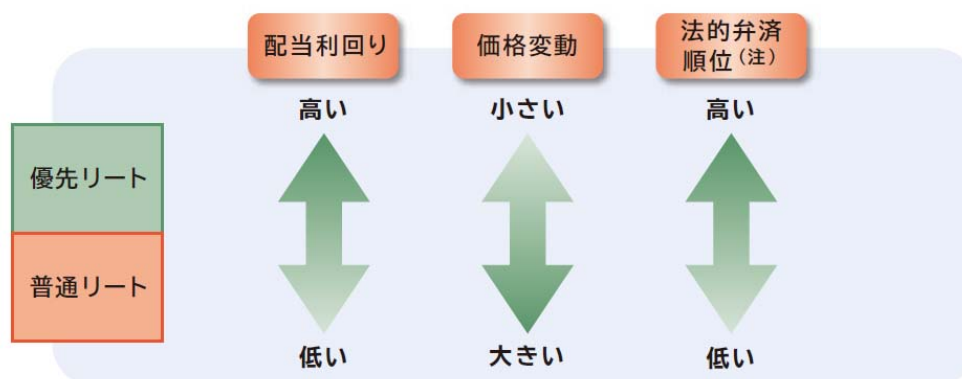 配当利回り
価格変動
法的弁済
順位(注)
高い
小さい
高い
優先リート
普通リート
低い
大きい
低い